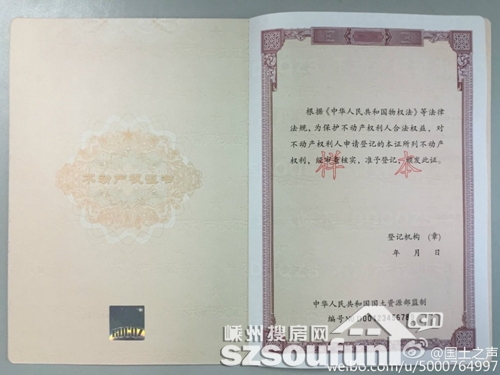 不动产权证书
根据《中华人民共和国物权法》等法律
法规，为保护不动产权利人合法权益，对
不动产权利人申请登记的本证所列不动产
权利，经审查核实，准予登记，颁发此证。
样 本
登记机构 （章）
年 月 日
中华人民共和国国土资源部监制
编号
嵊州搜房网
szsoufun
.cn
@国土之声
weibo.com/u/5000764997